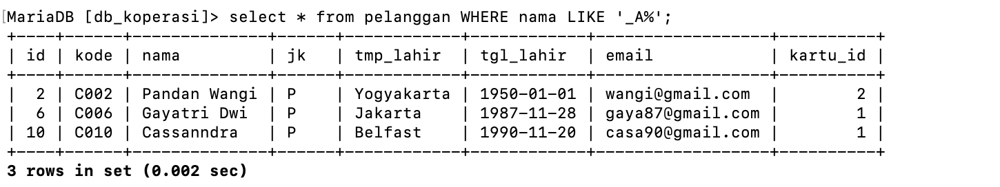 MariaDB [db_koperasi]> select * from pelanggan WHERE nama LIKE '_A%';
+----+------+--------------+------+------------+------------+------------------+----------+
| id | kode | nama         | jk   | tmp_lahir  | tgl_lahir  | email            | kartu_id |
+----+------+--------------+------+------------+------------+------------------+----------+
|  2 | C002 | Pandan Wangi | P    | Yogyakarta | 1950-01-01 | wangi@gmail.com  |        2 |
|  6 | C006 | Gayatri Dwi  | P    | Jakarta    | 1987-11-28 | gaya87@gmail.com |        1 |
| 10 | C010 | Cassanndra   | P    | Belfast    | 1990-11-20 | casa90@gmail.com |        1 |
+----+------+--------------+------+------------+------------+------------------+----------+
3 rows in set (0.002 sec)